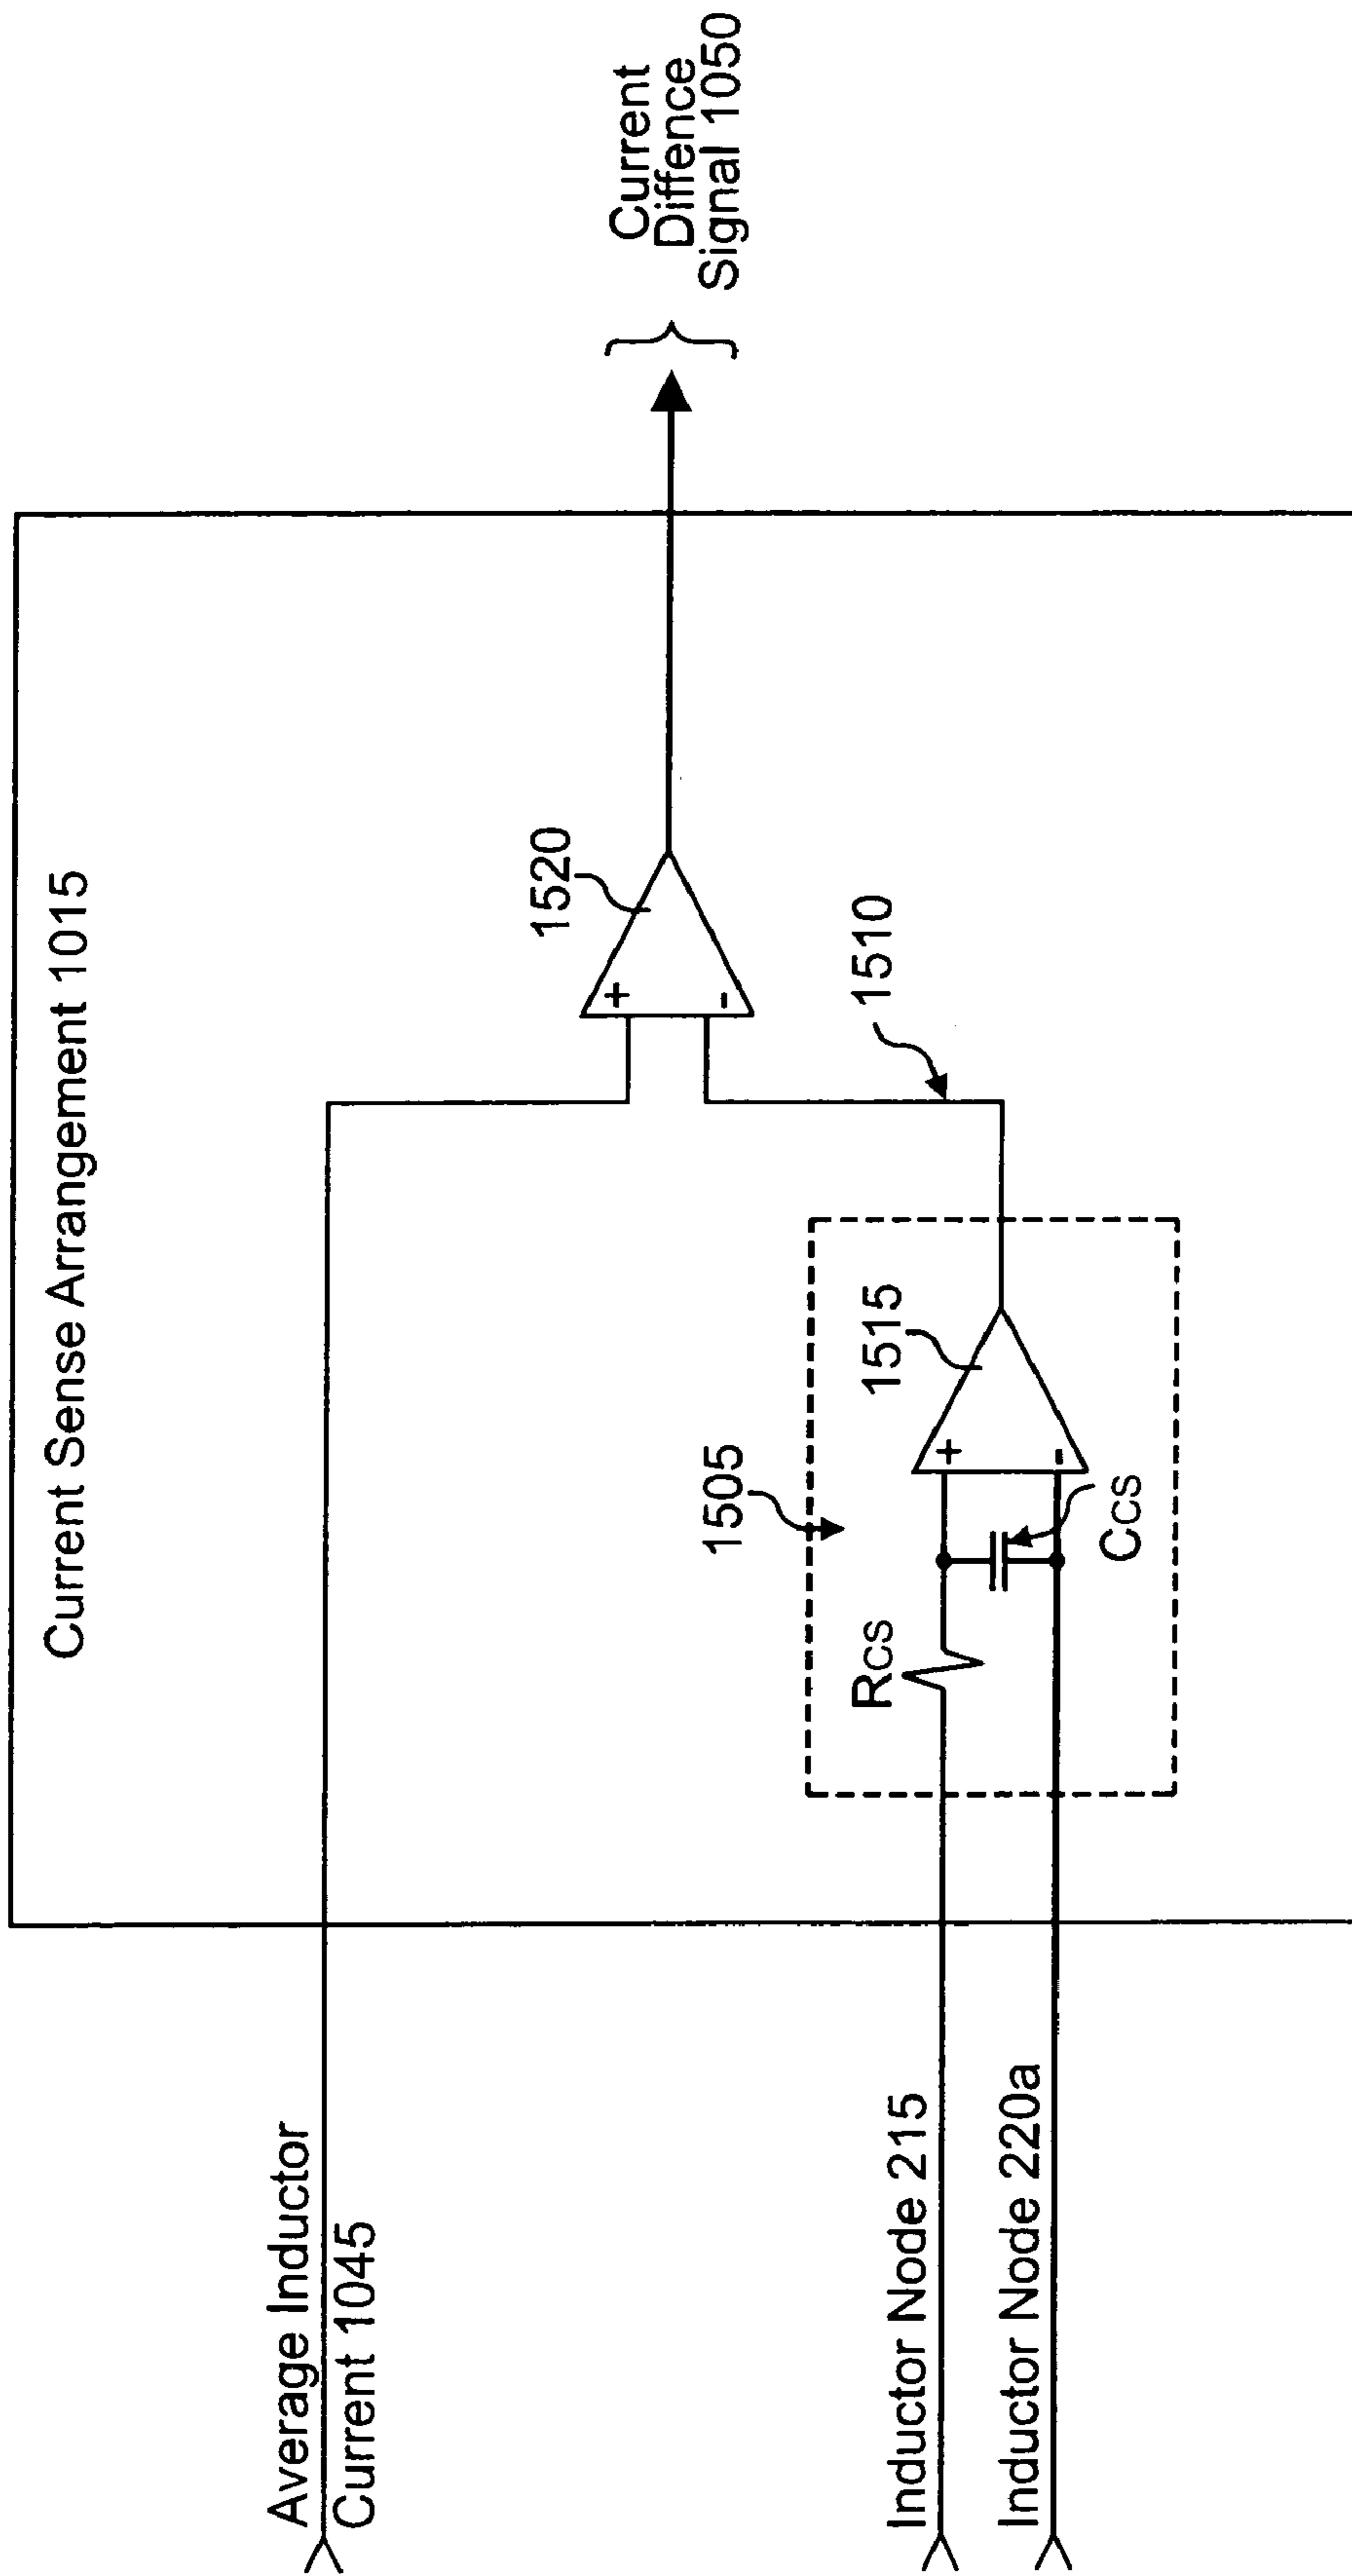 Current Sense Arrangement 1015
Average Inductor
Current 1045
1520
+
-
Current
Diffence
Signal 1050
1510
1505
1515
+
-
RCS
CCS
Inductor Node 215
Inductor Node 220a